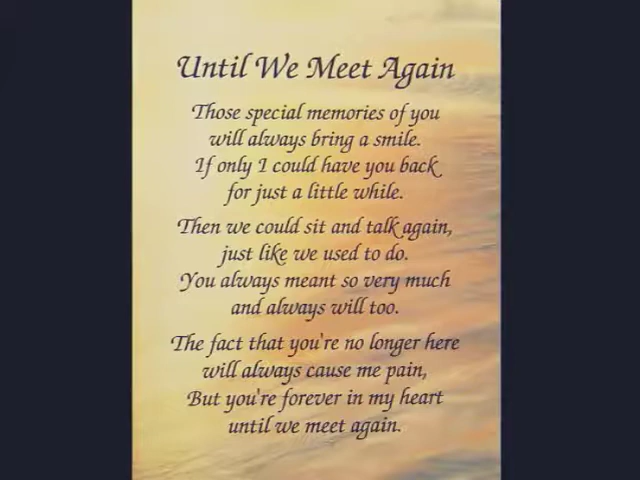 Until We Meet Again
Those special memories of you
will always bring a smile.
If only I could have you back
for just a little while.
Then we could sit and talk again,
just like we used to do.
You always meant so very much
and always will too.
The fact that you're no longer here
will always cause me pain,
But you're forever in my heart
until we meet again.